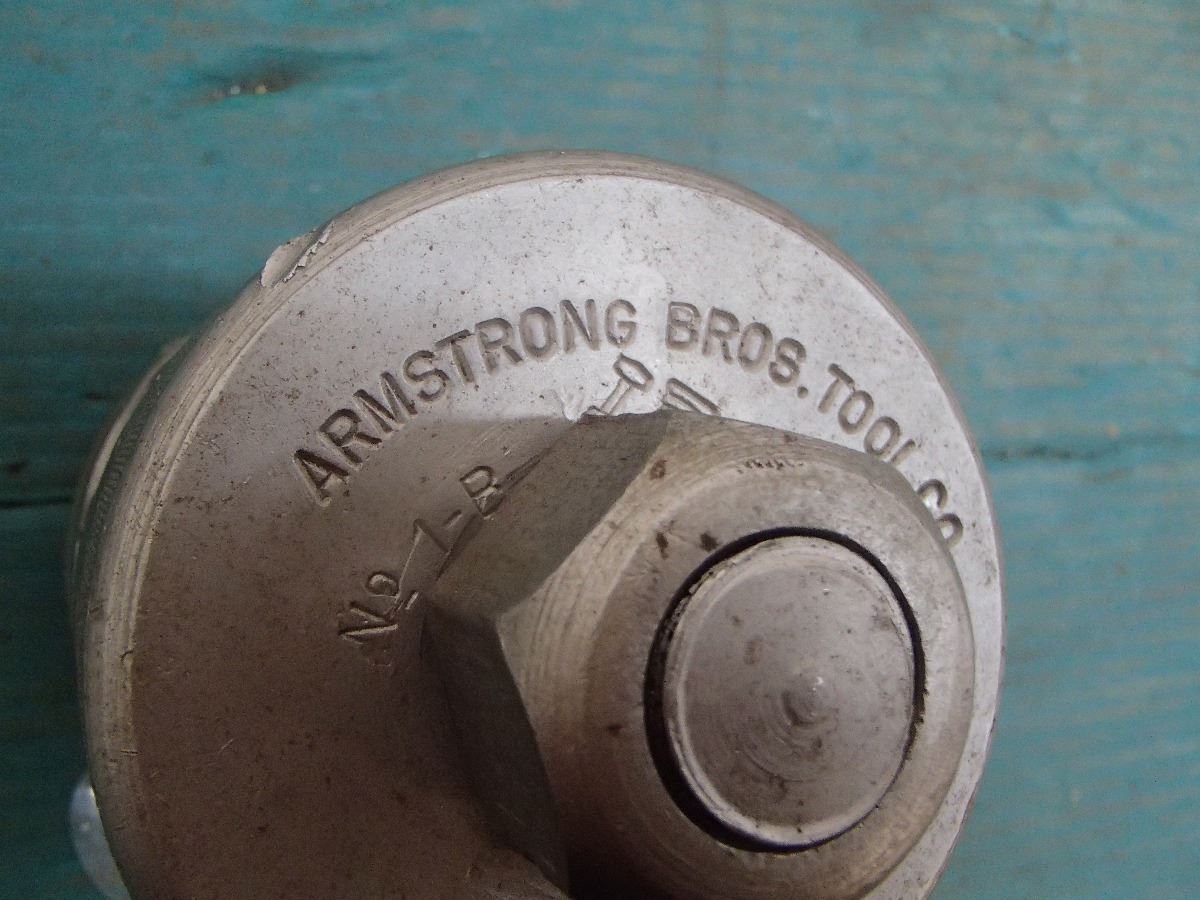 ARMSTRONG BROS. TOOL CO
No 1-B